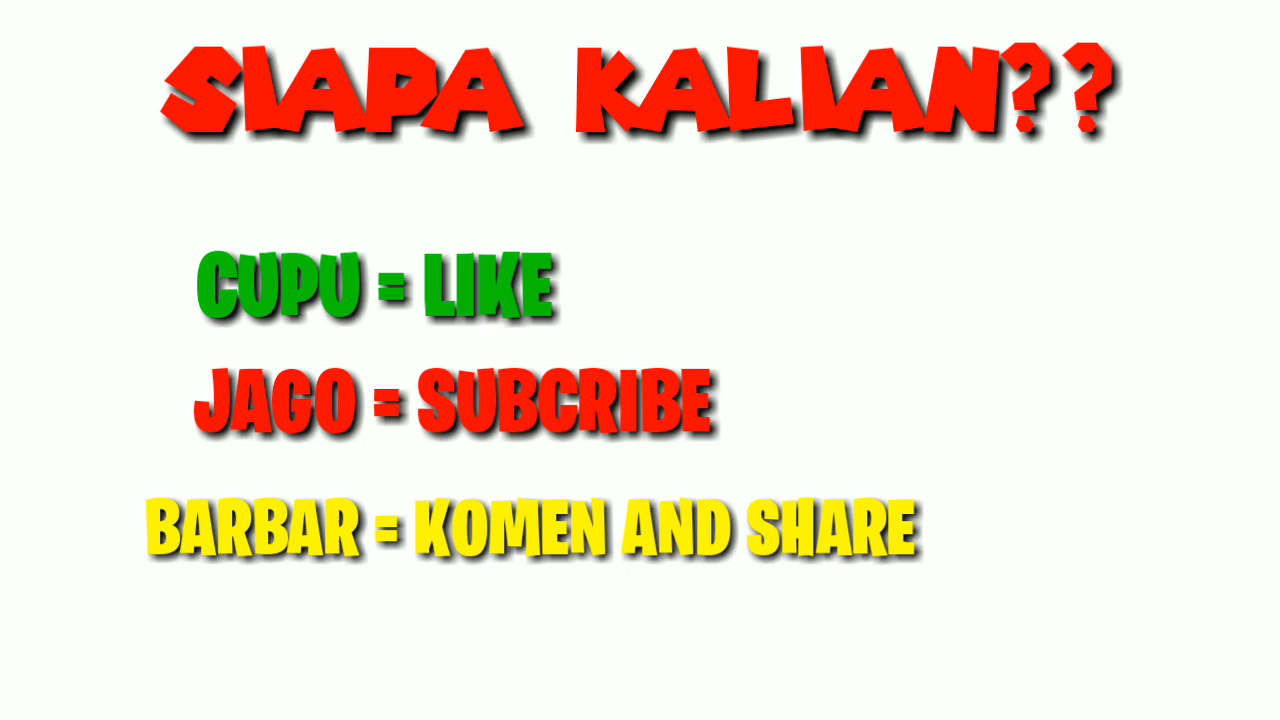 SIAPA KALIAN??
CUPU = LIKE
JAGO = SUBCRIBE
BARBAR = KOMEN AND SHARE